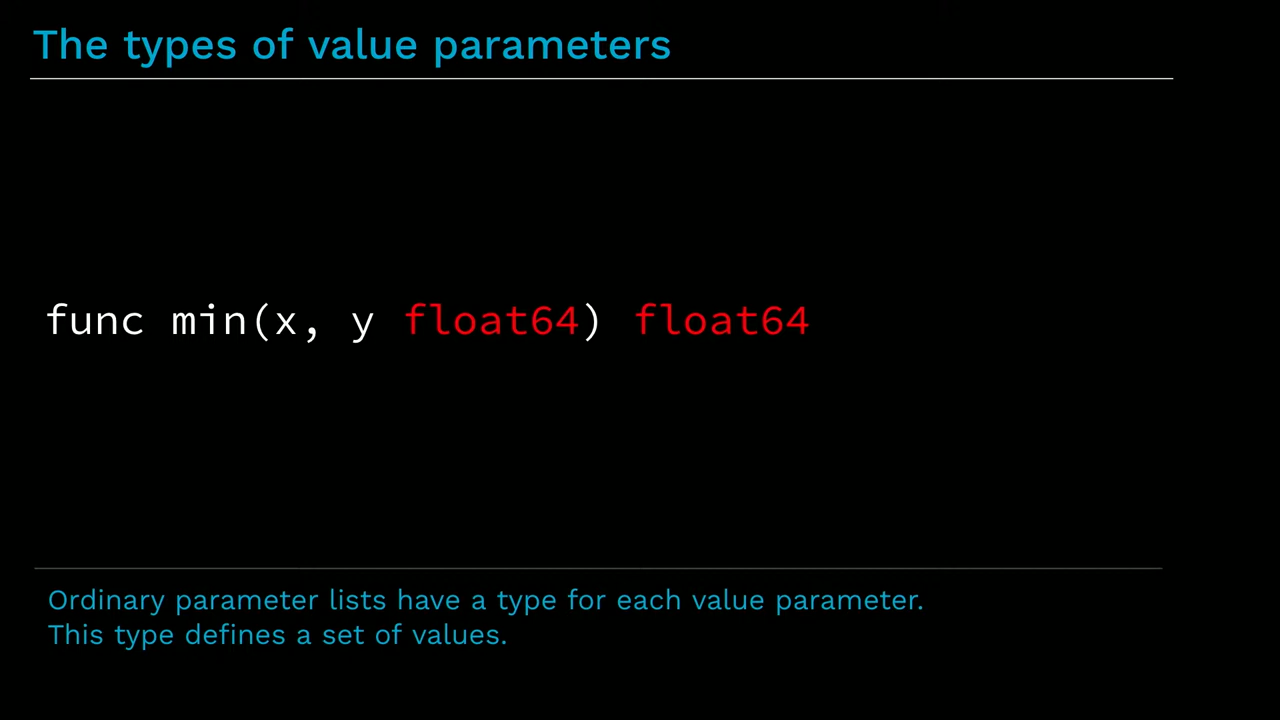 The types of value parameters
func min(x, y float64) float64
Ordinary parameter lists have a type for each value parameter.
This type defines a set of values.